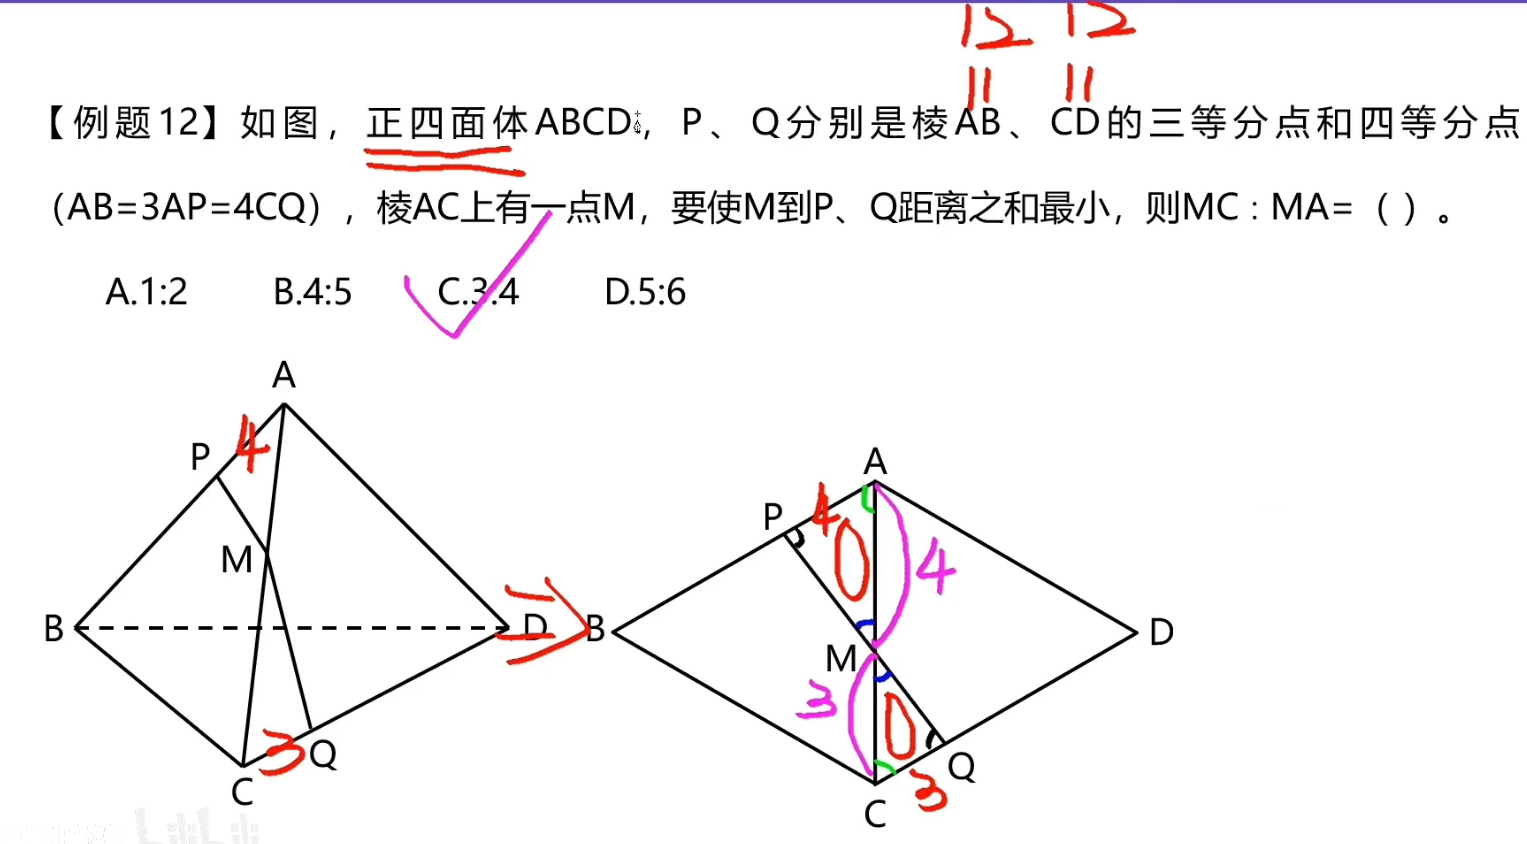 12 12
【例题12】如图，正四面体ABCD，P、Q分别是棱AB、CD的三等分点和四等分点
（AB=3AP=4CQ），棱AC上有一点M，要使M到P、Q距离之和最小，则MC：MA=（ ）。
A.1:2 B.4:5 C.3:4 D.5:6
A
P 4
M
B D
3 Q
C
A
P 4
4
B D
M
3
Q
3
C